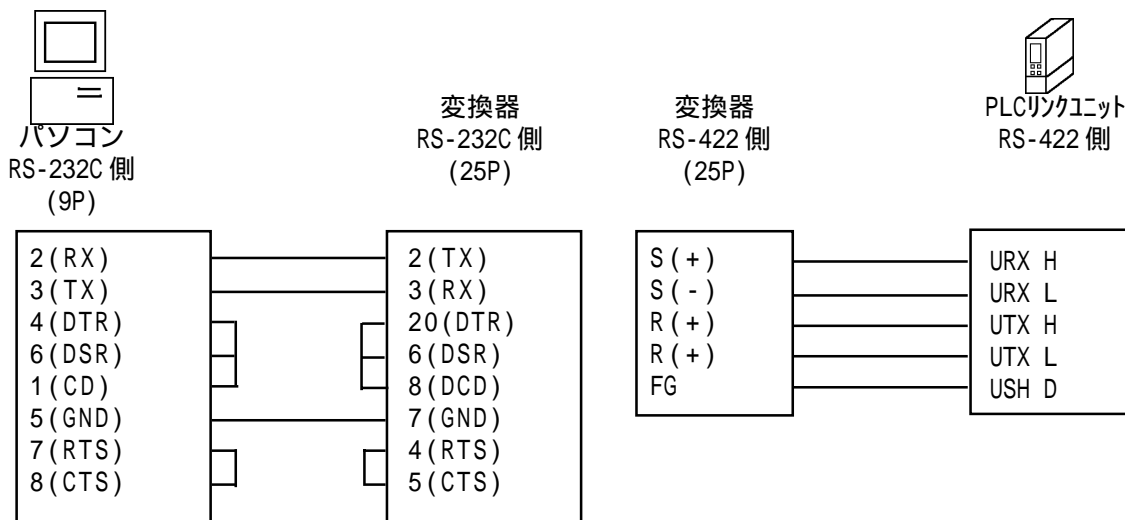 パソコン
RS-232C 側
(9P)
変換器
RS-232C 側
(25P)
変換器
RS-422 側
(25P)
PLCリンクユニット
RS-422 側
2(RX)
3(TX)
4(DTR)
6(DSR)
1(CD)
5(GND)
7(RTS)
8(CTS)
2(TX)
3(RX)
20(DTR)
6(DSR)
8(DCD)
7(GND)
4(RTS)
5(CTS)
S(+)
S(-)
R(+)
R(+)
FG
URX H
URX L
UTX H
UTX L
USH D